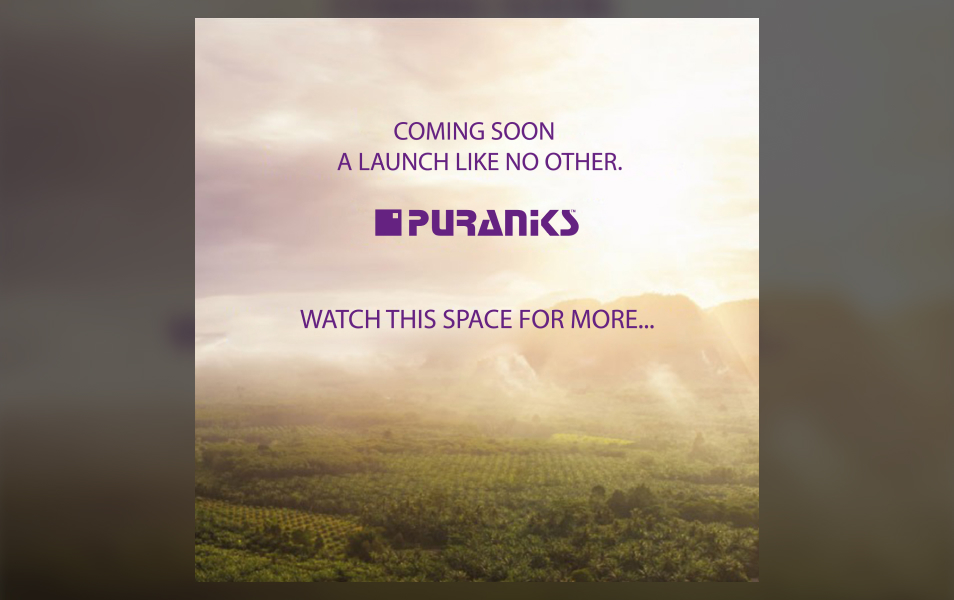 COMING SOON
A LAUNCH LIKE NO OTHER.
PURANIKS
WATCH THIS SPACE FOR MORE...